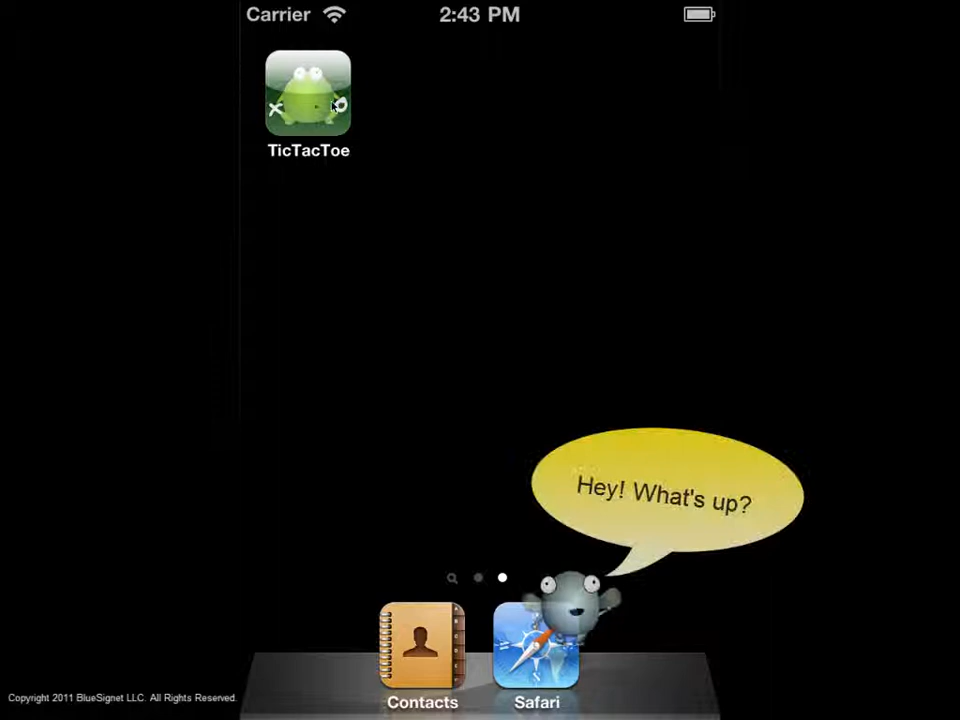 Carrier 2:43 PM
TicTacToe
Hey! What's up?
Contacts Safari
Copyright 2011 BlueSignet LLC. All Rights Reserved.